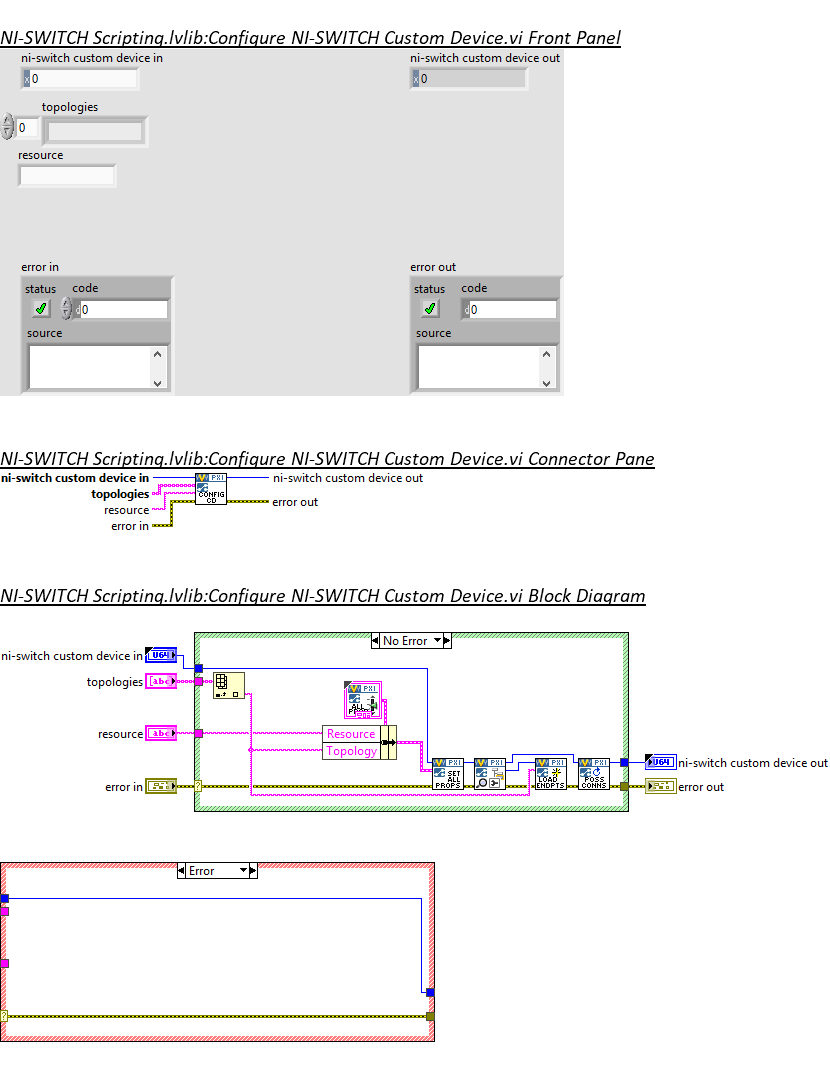 NI-SWITCH Scripting.lvlib:Configure NI-SWITCH Custom Device.vi Front Panel
ni-switch custom device in
ni-switch custom device out
x 0
x 0
topologies
0
resource
error in
error out
status code
status code
d 0
d 0
source
source
NI-SWITCH Scripting.lvlib:Configure NI-SWITCH Custom Device.vi Connector Pane
ni-switch custom device in
PXI
CONFIG
CD
ni-switch custom device out
topologies
error out
resource
error in
NI-SWITCH Scripting.lvlib:Configure NI-SWITCH Custom Device.vi Block Diagram
No Error
ni-switch custom device in
U64
topologies
abc
PXI
ALL
resource
abc
Resource
Topology
PXI
SET
ALL
PROPS
PXI
PXI
LOAD
ENDPTS
PXI
POSS
CONNS
U64
ni-switch custom device out
error in
?
error out
Error
?